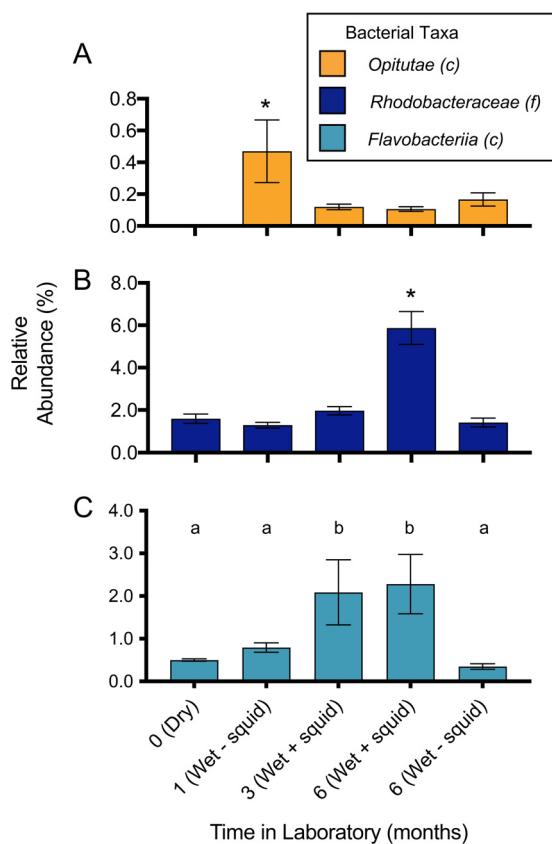 Bacterial Taxa
Opitutae (c)
Rhodobacteraceae (f)
Flavobacteriia (c)
A
0.8
0.6
0.4
0.2
0.0
*
B
8.0
6.0
4.0
2.0
0.0
*
Relative
Abundance (%)
C
4.0
3.0
2.0
1.0
0.0
a a b b a
0 (Dry)
1 (Wet - squid)
3 (Wet + squid)
6 (Wet + squid)
6 (Wet - squid)
Time in Laboratory (months)